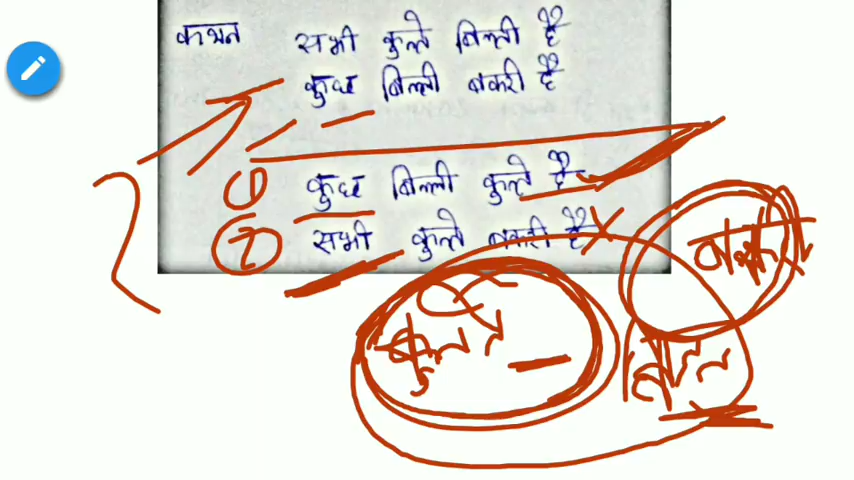 कथन सभी कुत्ते बिल्ली है
कुछ बिल्ली बकरी है
① कुछ बिल्ली कुत्ते है
② सभी कुत्ते बकरी है